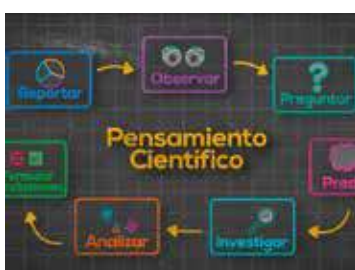 Reportar
Observar
Preguntar
Pensamiento
Científico
Analizar
Investigar